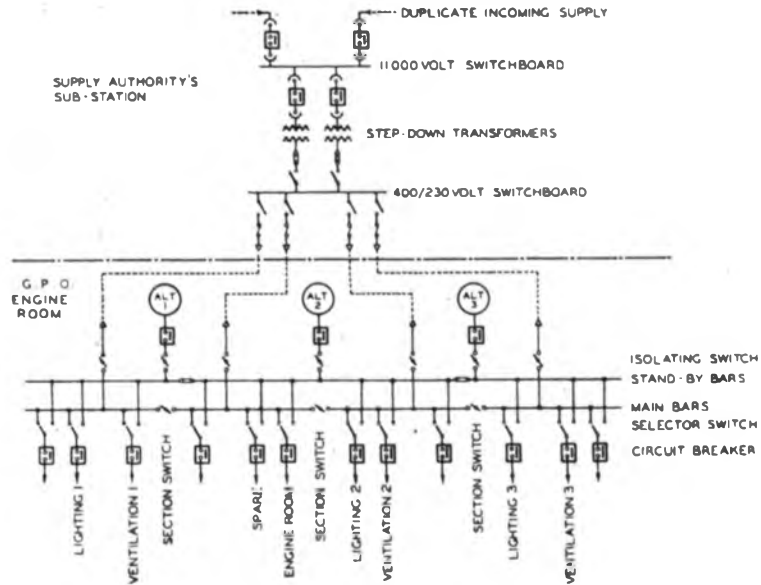 DUPLICATE INCOMING SUPPLY
11000 VOLT SWITCHBOARD
SUPPLY AUTHORITY'S
SUB-STATION
STEP-DOWN TRANSFORMERS
400/230 VOLT SWITCHBOARD
G.P.O.
ENGINE
ROOM
ALT
1
ALT
2
ALT
3
ISOLATING SWITCH
STAND-BY BARS
MAIN BARS
SELECTOR SWITCH
CIRCUIT BREAKER
LIGHTING 1
VENTILATION 1
SECTION SWITCH
SPARE
ENGINE ROOM
SECTION SWITCH
LIGHTING 2
VENTILATION 2
SECTION SWITCH
LIGHTING 3
VENTILATION 3